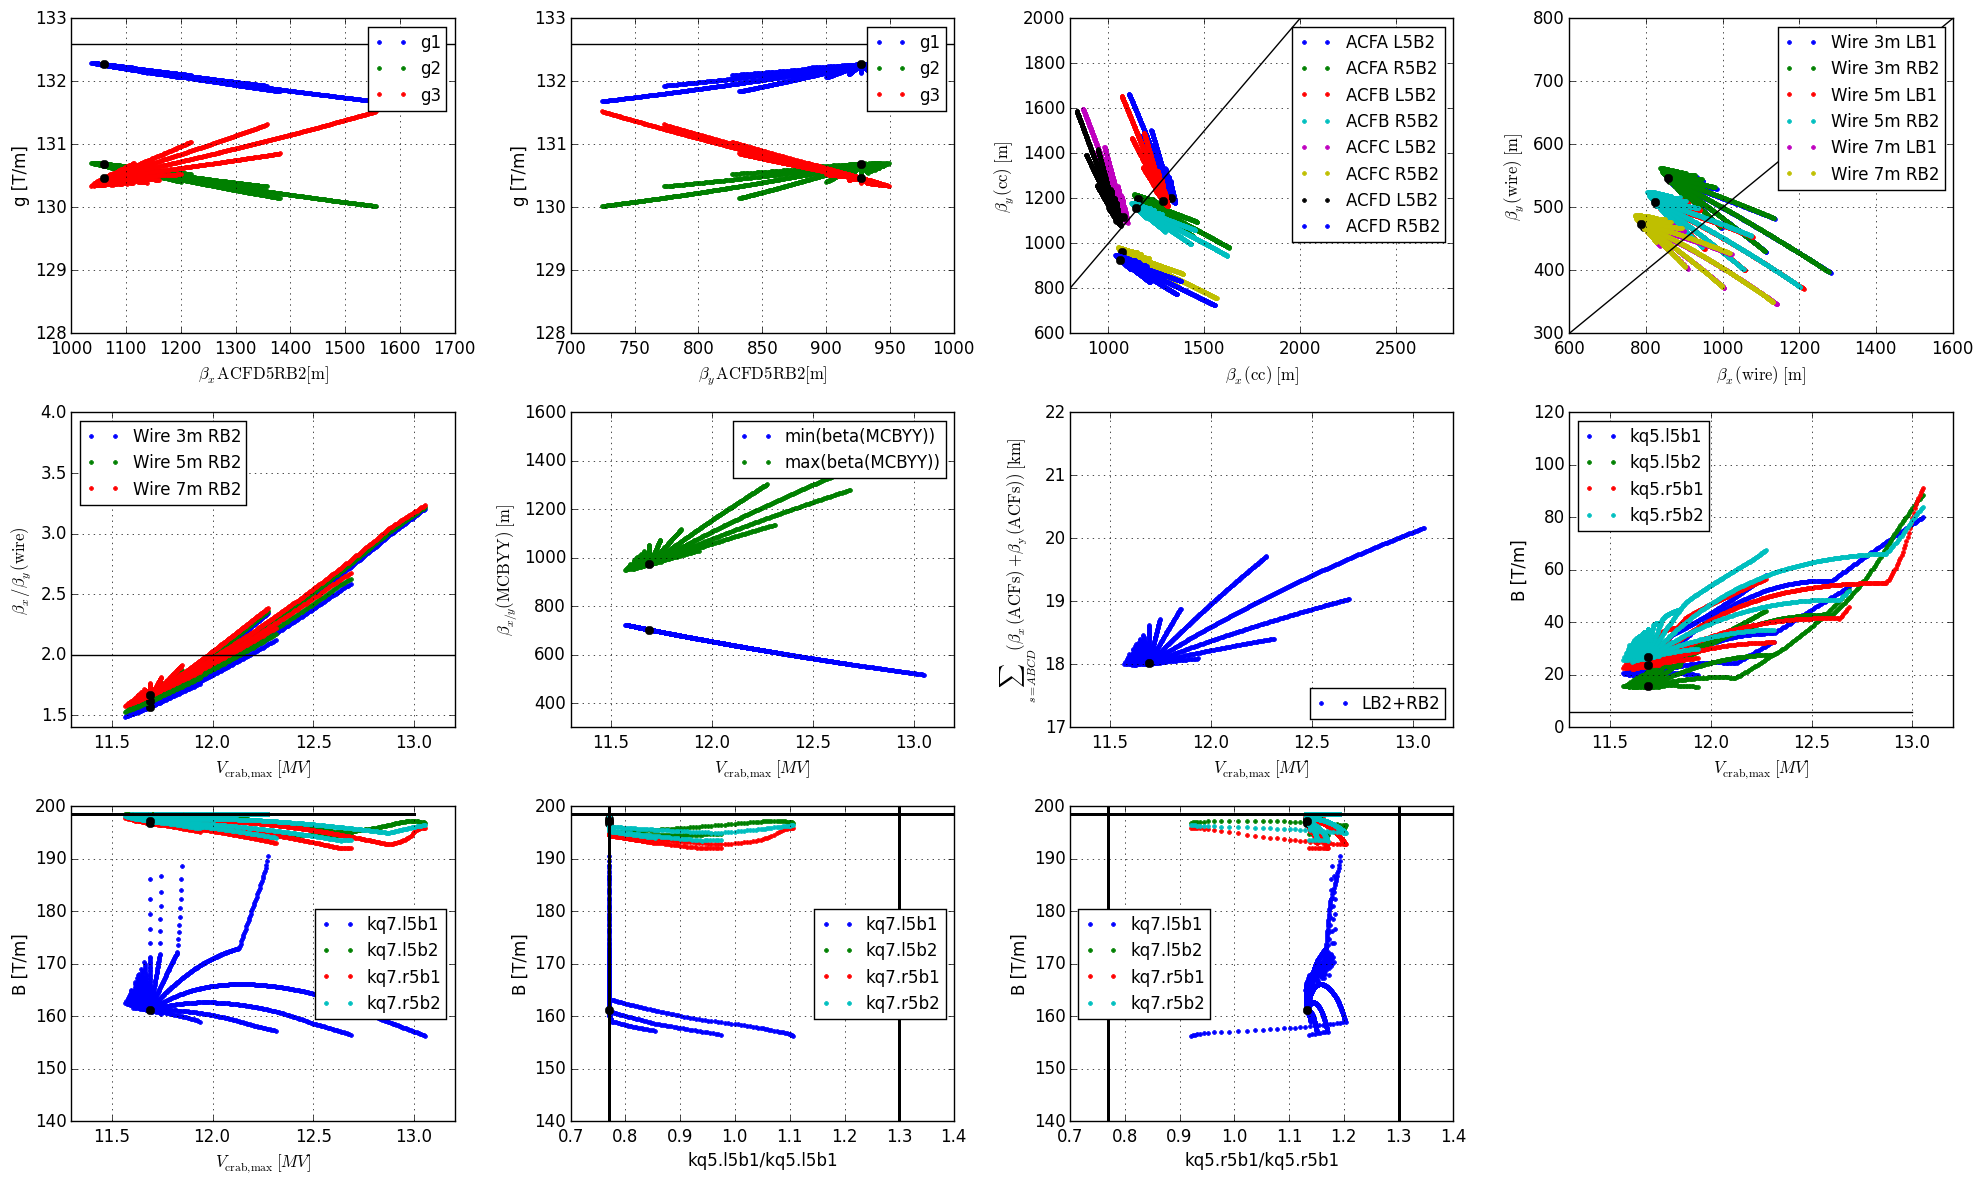 133
132
131
130
129
128
g [T/m]
1000 1100 1200 1300 1400 1500 1600 1700
β_x ACFD5RB2[m]
g1
g2
g3
133
132
131
130
129
128
g [T/m]
700 750 800 850 900 950 1000
β_y ACFD5RB2[m]
g1
g2
g3
2000
1800
1600
1400
1200
1000
800
600
β_y(cc) [m]
1000 1500 2000 2500
β_x(cc) [m]
ACFA L5B2
ACFA R5B2
ACFB L5B2
ACFB R5B2
ACFC L5B2
ACFC R5B2
ACFD L5B2
ACFD R5B2
800
700
600
500
400
300
β_y(wire) [m]
600 800 1000 1200 1400 1600
β_x(wire) [m]
Wire 3m LB1
Wire 3m RB2
Wire 5m LB1
Wire 5m RB2
Wire 7m LB1
Wire 7m RB2
4.0
3.5
3.0
2.5
2.0
1.5
β_x/β_y(wire)
11.5 12.0 12.5 13.0
V_crab,max [MV]
Wire 3m RB2
Wire 5m RB2
Wire 7m RB2
1600
1400
1200
1000
800
600
400
β_x/y(MCBYY) [m]
11.5 12.0 12.5 13.0
V_crab,max [MV]
min(beta(MCBYY))
max(beta(MCBYY))
22
21
20
19
18
17
∑_s=ABCD (β_x(ACFs)+β_y(ACFs)) [km]
11.5 12.0 12.5 13.0
V_crab,max [MV]
LB2+RB2
120
100
80
60
40
20
0
B [T/m]
11.5 12.0 12.5 13.0
V_crab,max [MV]
kq5.l5b1
kq5.l5b2
kq5.r5b1
kq5.r5b2
200
190
180
170
160
150
140
B [T/m]
11.5 12.0 12.5 13.0
V_crab,max [MV]
kq7.l5b1
kq7.l5b2
kq7.r5b1
kq7.r5b2
200
190
180
170
160
150
140
B [T/m]
0.7 0.8 0.9 1.0 1.1 1.2 1.3 1.4
kq5.l5b1/kq5.l5b1
kq7.l5b1
kq7.l5b2
kq7.r5b1
kq7.r5b2
200
190
180
170
160
150
140
B [T/m]
0.7 0.8 0.9 1.0 1.1 1.2 1.3 1.4
kq5.r5b1/kq5.r5b1
kq7.l5b1
kq7.l5b2
kq7.r5b1
kq7.r5b2